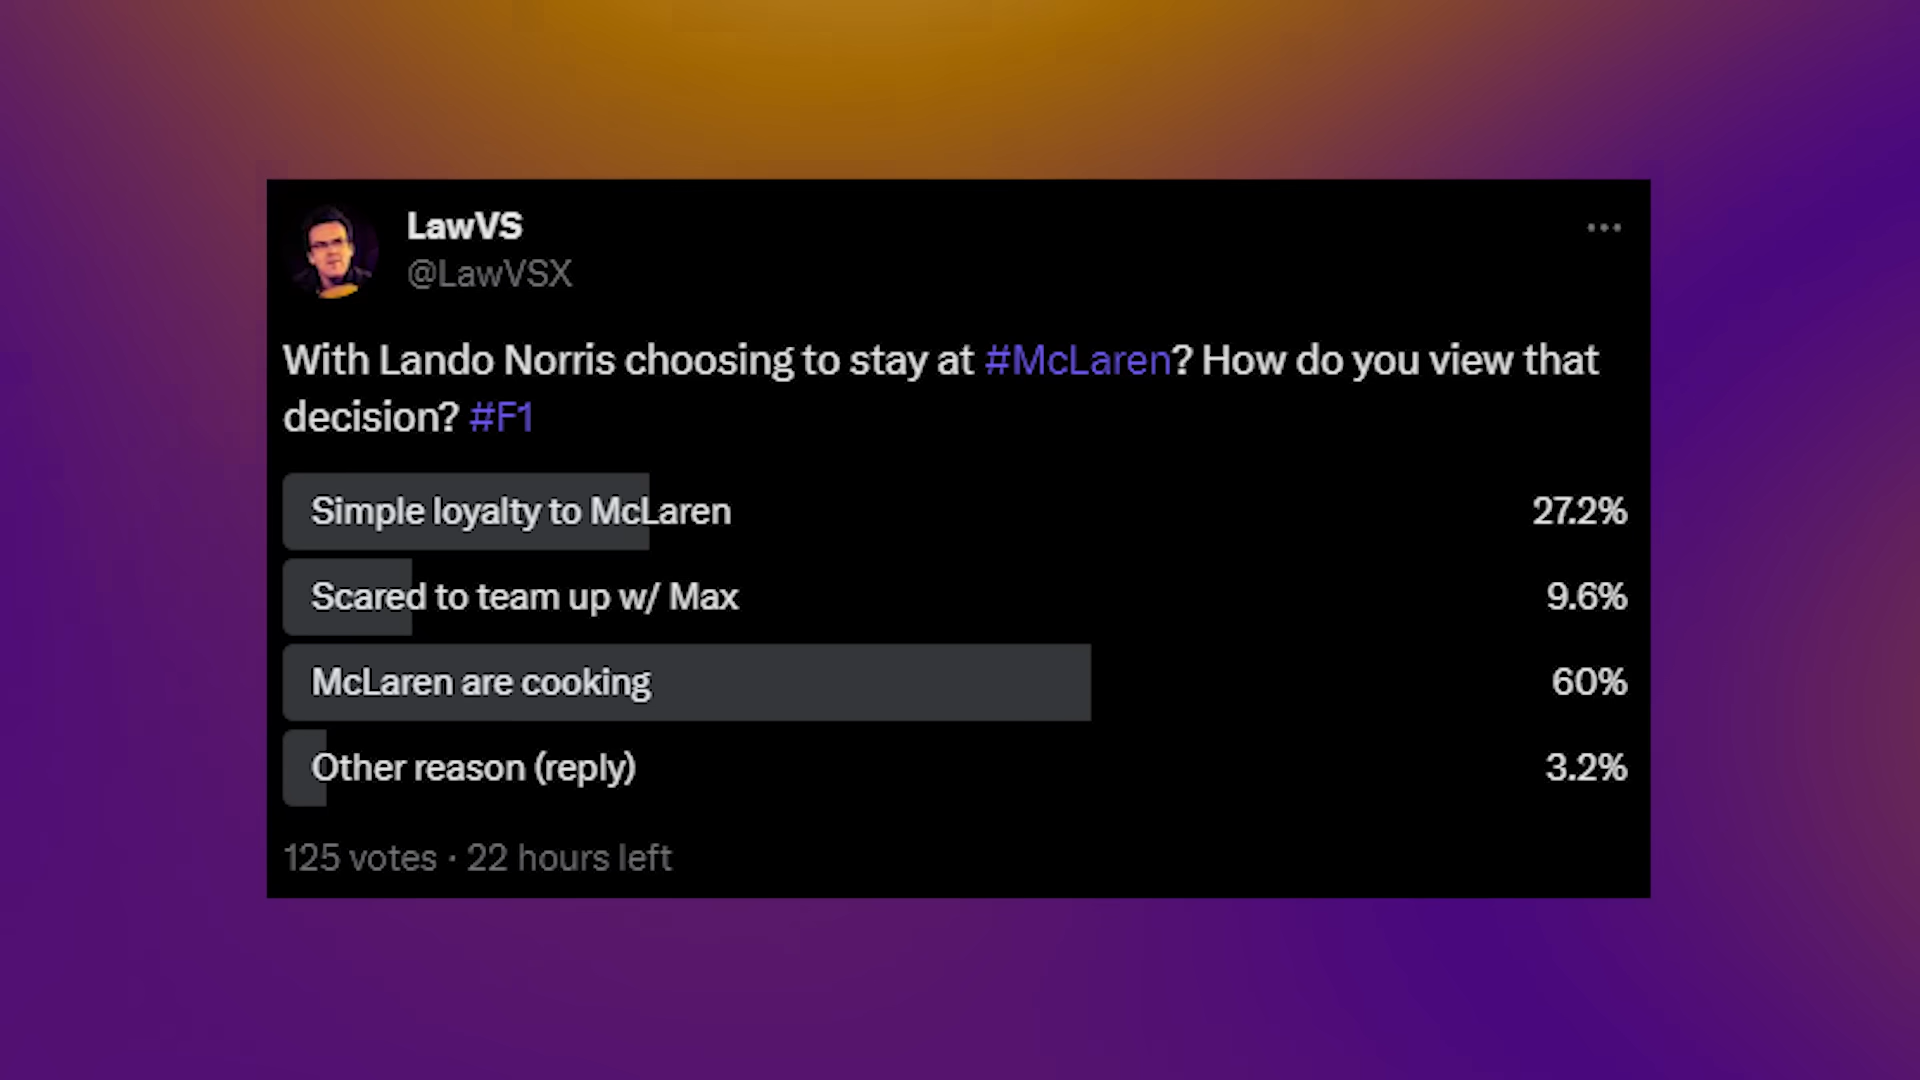 LawVS
@LawVSX
With Lando Norris choosing to stay at #McLaren? How do you view that
decision? #F1
Simple loyalty to McLaren 27.2%
Scared to team up w/ Max 9.6%
McLaren are cooking 60%
Other reason (reply) 3.2%
125 votes · 22 hours left